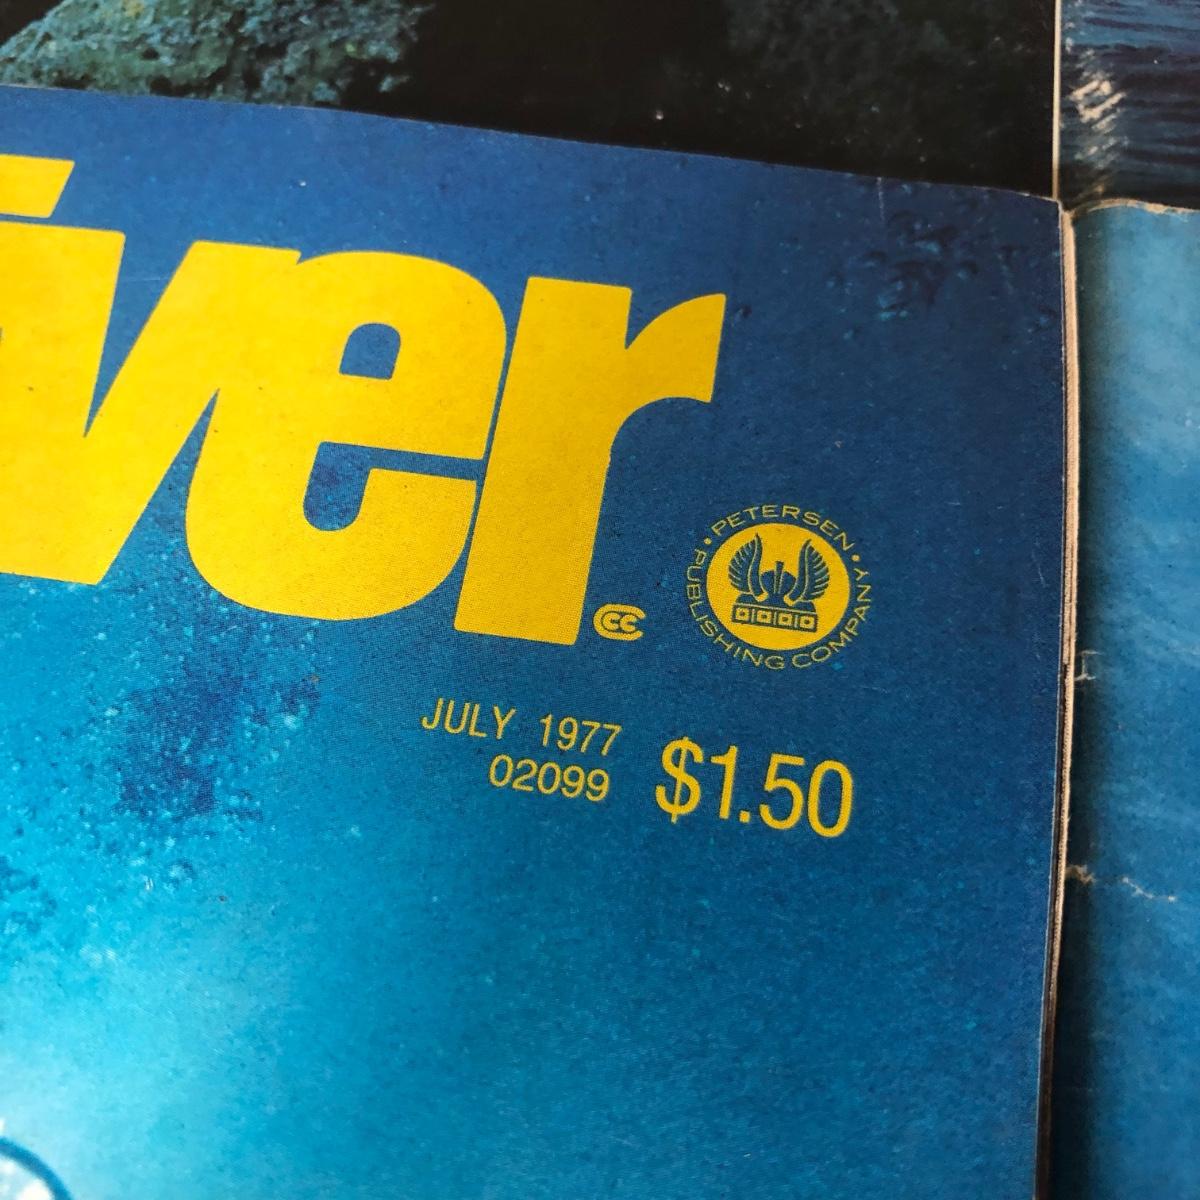 iver
CC
• PETERSEN •
PUBLISHING COMPANY
JULY 1977
02099
$1.50